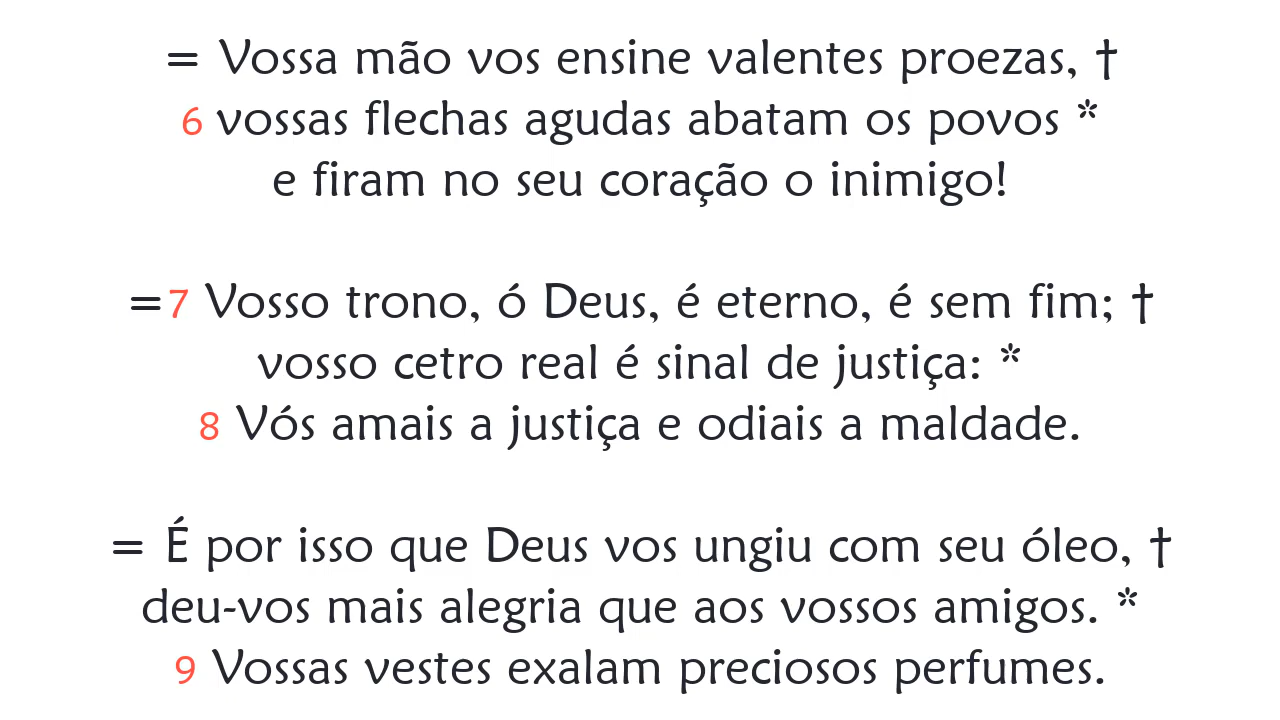 = Vossa mão vos ensine valentes proezas, †
6 vossas flechas agudas abatam os povos *
e firam no seu coração o inimigo!
=7 Vosso trono, ó Deus, é eterno, é sem fim; †
vosso cetro real é sinal de justiça: *
8 Vós amais a justiça e odiais a maldade.
= É por isso que Deus vos ungiu com seu óleo, †
deu-vos mais alegria que aos vossos amigos. *
9 Vossas vestes exalam preciosos perfumes.